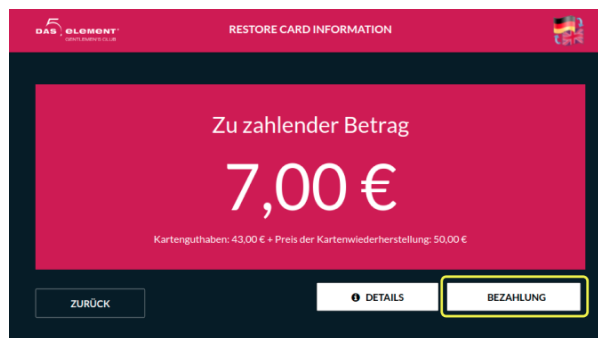 DAS 5 ELEMENT
GENTLEMEN'S CLUB
RESTORE CARD INFORMATION
Zu zahlender Betrag
7,00 €
Kartenguthaben: 43,00 € + Preis der Kartenwiederherstellung: 50,00 €
ZURÜCK
DETAILS
BEZAHLUNG